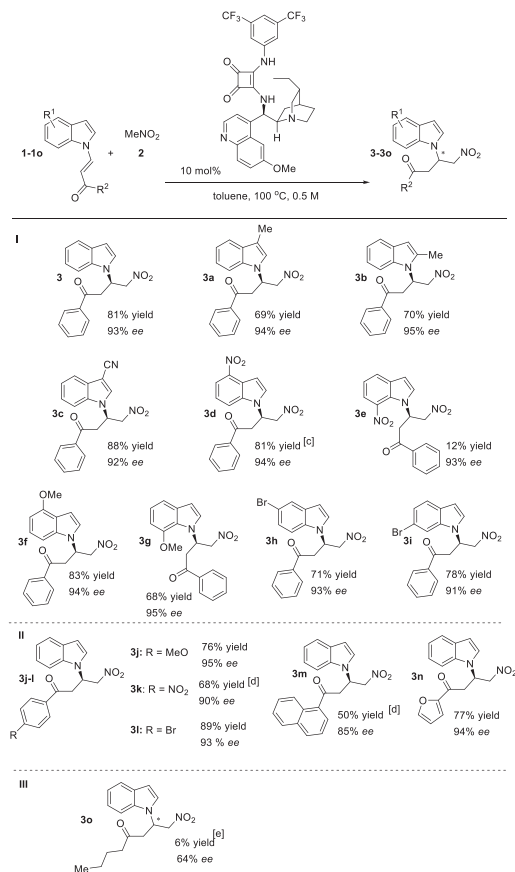 CF3
CF3
O
NH
O
NH
R1
N
MeNO2
1-1o
+
2
O
R2
N
N
H
OMe
10 mol%
toluene, 100 °C, 0.5 M
R1
3-3o
N
*
NO2
O
R2
I
3
N
NO2
O
81% yield
93% ee
Me
3a
N
NO2
O
69% yield
94% ee
Me
3b
N
NO2
O
70% yield
95% ee
CN
3c
N
NO2
O
88% yield
92% ee
NO2
3d
N
NO2
O
81% yield [c]
94% ee
3e
N
NO2
NO2
O
12% yield
93% ee
OMe
3f
N
NO2
O
83% yield
94% ee
3g
N
NO2
OMe
O
68% yield
95% ee
Br
3h
N
NO2
O
71% yield
93% ee
Br
3i
N
NO2
O
78% yield
91% ee
II
3j-l
N
NO2
O
R
3j: R = MeO
76% yield
95% ee
3k: R = NO2
68% yield [d]
90% ee
3l: R = Br
89% yield
93 % ee
3m
N
NO2
O
50% yield [d]
85% ee
3n
N
NO2
O
O
77% yield
94% ee
III
3o
N
*
NO2
O
6% yield [e]
64% ee
Me